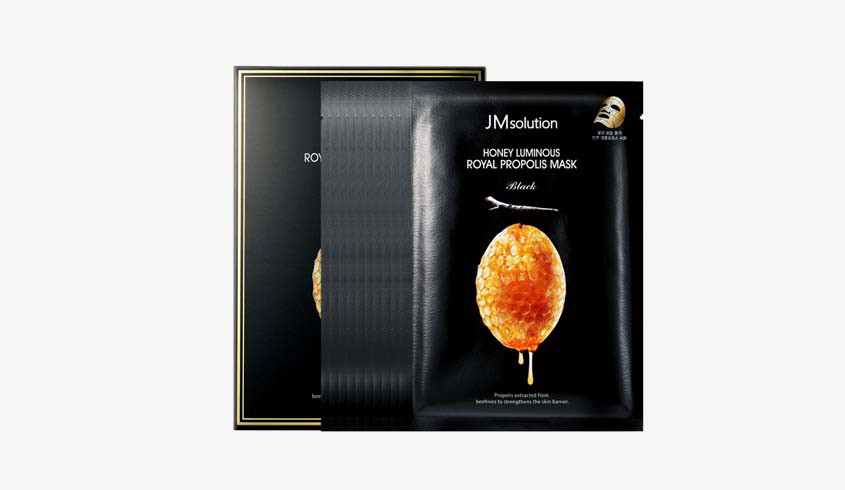 JMsolution
HONEY LUMINOUS
ROYAL PROPOLIS MASK
Black
Propolis extracted from
beehives to strengthens the skin barrier.
ROY
bee